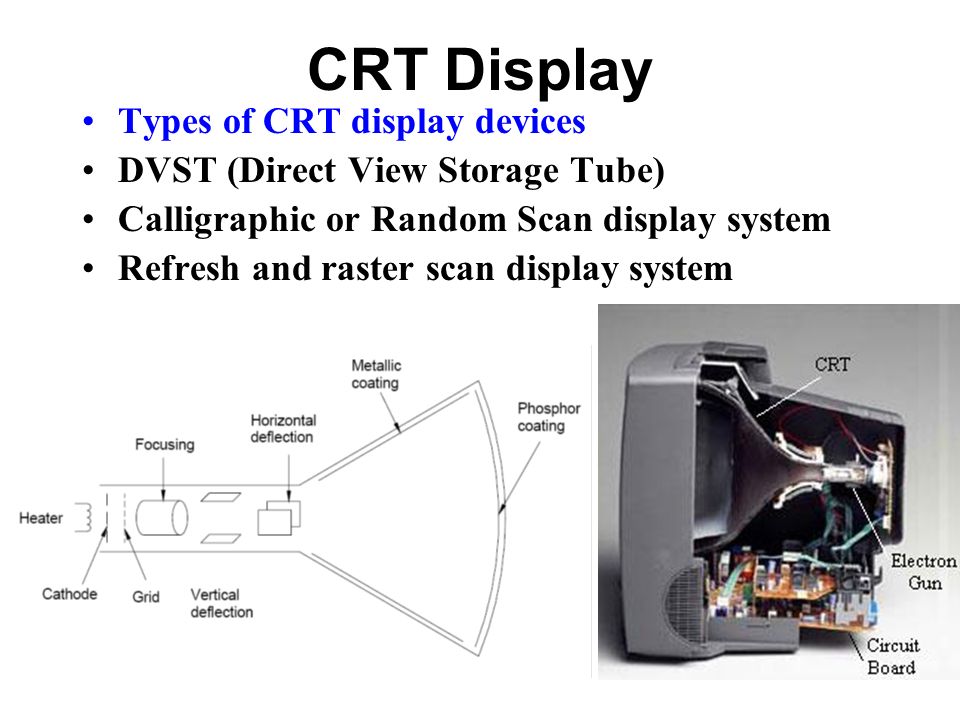 CRT Display
• Types of CRT display devices
• DVST (Direct View Storage Tube)
• Calligraphic or Random Scan display system
• Refresh and raster scan display system
Metallic
coating
Phosphor
coating
Horizontal
deflection
Focusing
Heater
Cathode
Grid
Vertical
deflection
CRT
Electron
Gun
Circuit
Board